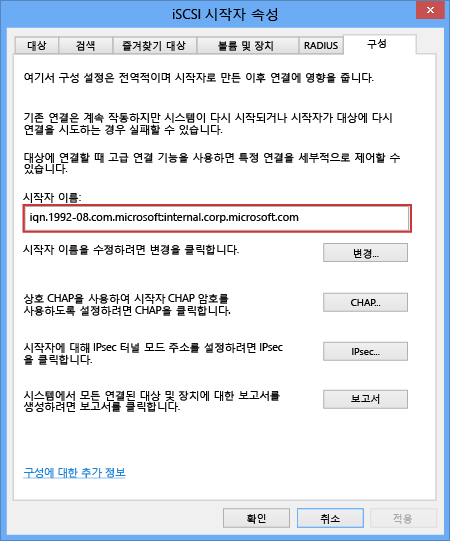 iSCSI 시작자 속성
대상
검색
즐겨찾기 대상
볼륨 및 장치
RADIUS
구성
여기서 구성 설정은 전역적이며 시작자로 만든 이후 연결에 영향을 줍니다.
기존 연결은 계속 작동하지만 시스템이 다시 시작되거나 시작자가 대상에 다시
연결을 시도하는 경우 실패할 수 있습니다.
대상에 연결할 때 고급 연결 기능을 사용하면 특정 연결을 세부적으로 제어할 수
있습니다.
시작자 이름:
iqn.1992-08.com.microsoft:internal.corp.microsoft.com
시작자 이름을 수정하려면 변경을 클릭합니다.
변경...
상호 CHAP을 사용하여 시작자 CHAP 암호를
사용하도록 설정하려면 CHAP을 클릭합니다.
CHAP...
시작자에 대해 IPsec 터널 모드 주소를 설정하려면 IPsec
을 클릭합니다.
IPsec...
시스템에서 모든 연결된 대상 및 장치에 대한 보고서를
생성하려면 보고서를 클릭합니다.
보고서
구성에 대한 추가 정보
확인
취소
적용